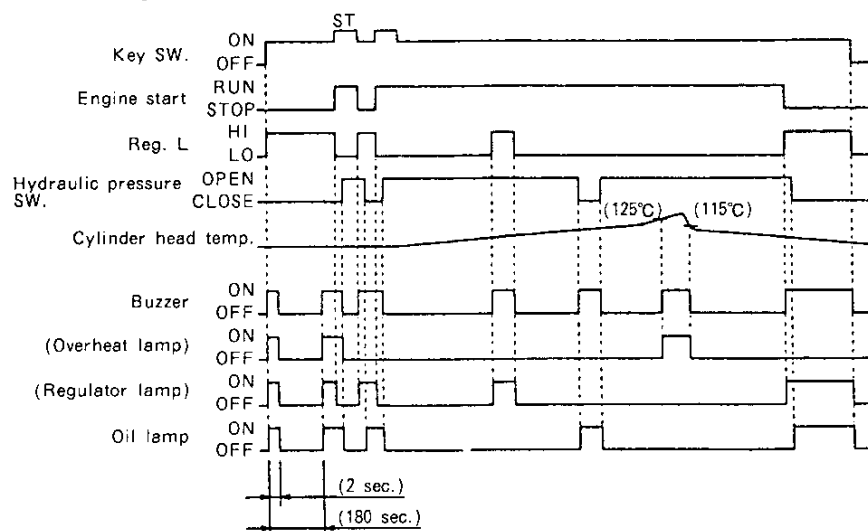 ST
Key SW. ON
OFF
Engine start RUN
STOP
Reg. L HI
LO
Hydraulic pressure SW. OPEN
CLOSE
(125℃) (115℃)
Cylinder head temp.
Buzzer ON
OFF
(Overheat lamp) ON
OFF
(Regulator lamp) ON
OFF
Oil lamp ON
OFF
(2 sec.)
(180 sec.)